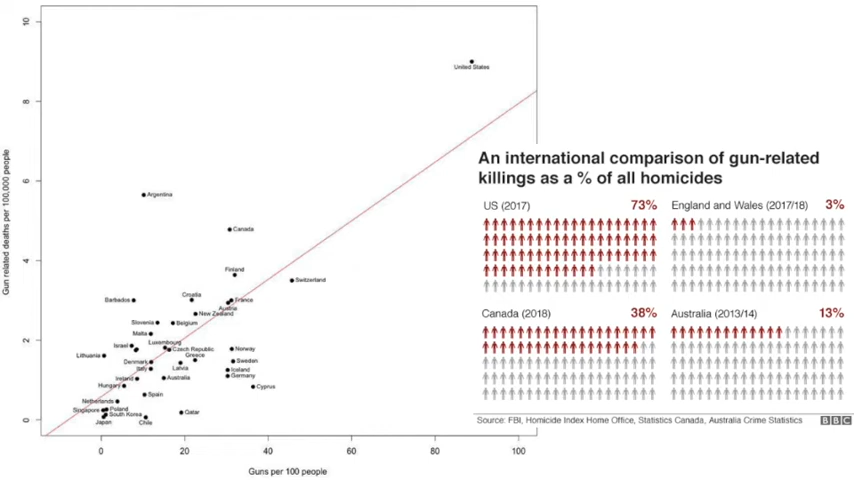 Gun related deaths per 100,000 people
10
8
6
4
2
0
United States
Argentina
Canada
Finland
Switzerland
Barbados
Croatia
France
Austria
New Zealand
Slovenia
Belgium
Malta
Israel
Luxembourg
Czech Republic
Norway
Lithuania
Greece
Sweden
Denmark
Italy
Latvia
Iceland
Germany
Ireland
Australia
Hungary
Cyprus
Spain
Netherlands
Singapore
Poland
South Korea
Qatar
Japan
Chile
0
20
40
60
80
100
Guns per 100 people
An international comparison of gun-related
killings as a % of all homicides
US (2017) 73%
England and Wales (2017/18) 3%
Canada (2018) 38%
Australia (2013/14) 13%
Source: FBI, Homicide Index Home Office, Statistics Canada, Australia Crime Statistics
BBC